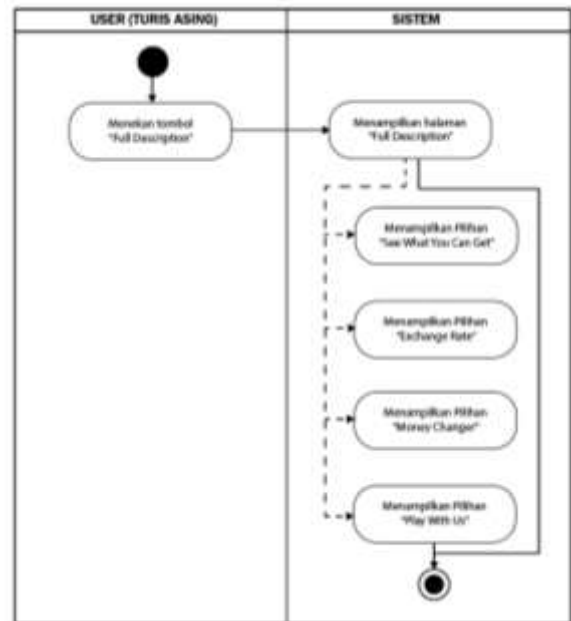 USER (TURIS ASING)
SISTEM
Menekan tombol
"Full Description"
Menampilkan halaman
"Full Description"
Menampilkan Pilihan
"See What You Can Get"
Menampilkan Pilihan
"Exchange Rate"
Menampilkan Pilihan
"Money Changer"
Menampilkan Pilihan
"Play With Us"